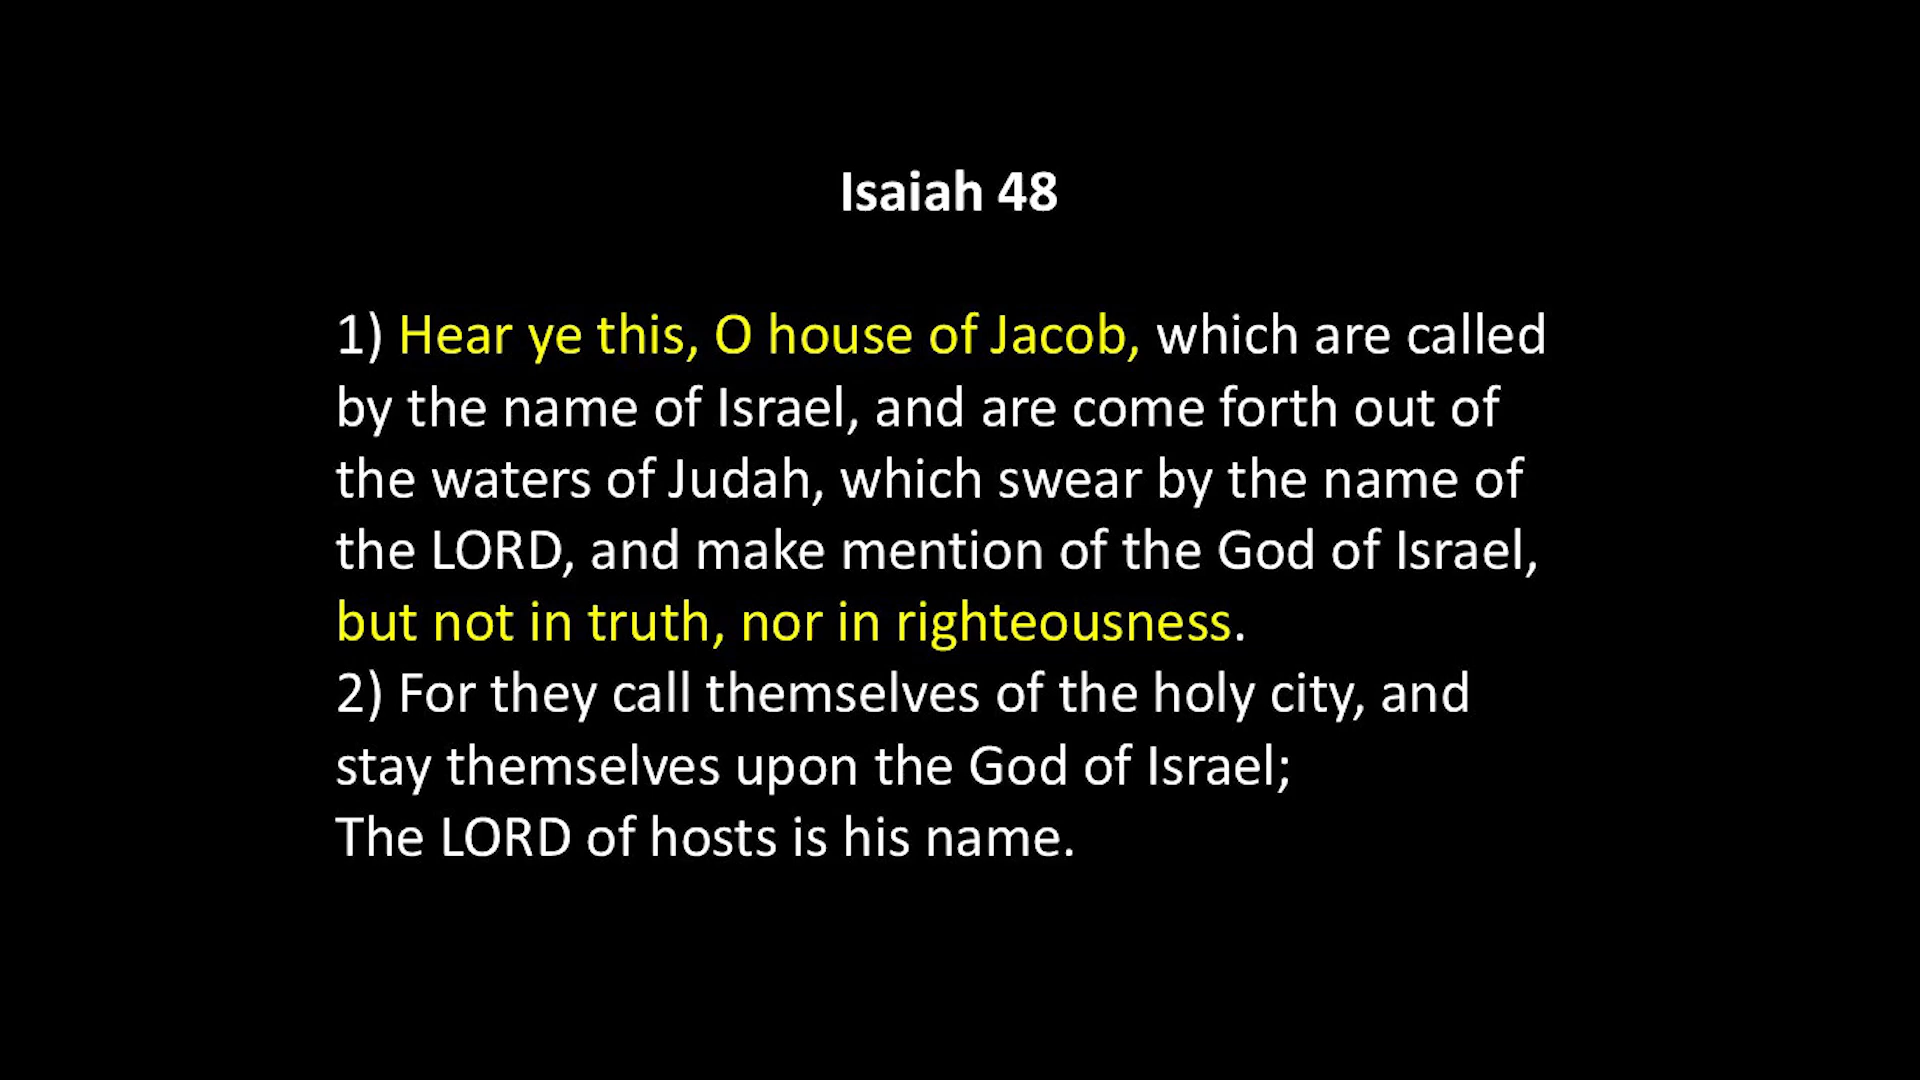 Isaiah 48
1) Hear ye this, O house of Jacob, which are called
by the name of Israel, and are come forth out of
the waters of Judah, which swear by the name of
the LORD, and make mention of the God of Israel,
but not in truth, nor in righteousness.
2) For they call themselves of the holy city, and
stay themselves upon the God of Israel;
The LORD of hosts is his name.